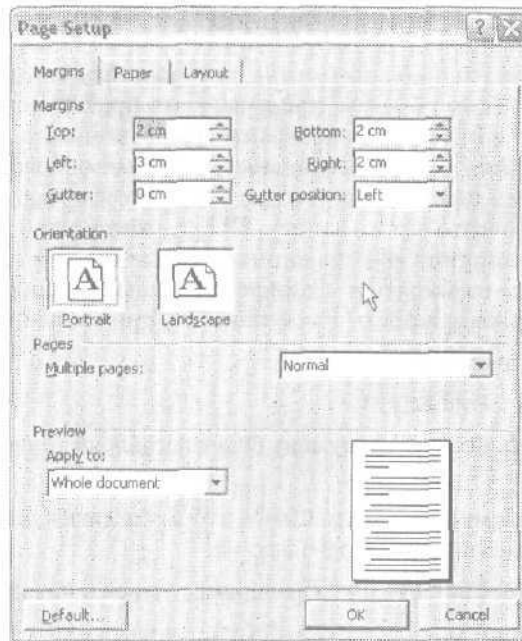 Page Setup
Margins Paper Layout
Margins
Top: 2 cm Bottom: 2 cm
Left: 3 cm Right: 2 cm
Gutter: 0 cm Gutter position: Left
Orientation
A A
Portrait Landscape
Pages
Multiple pages: Normal
Preview
Apply to:
Whole document
Default... OK Cancel